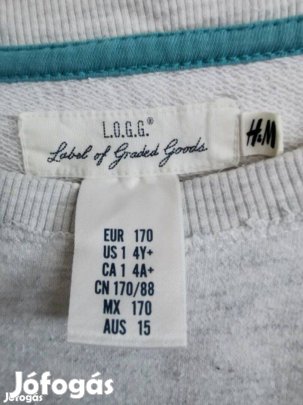 L.O.G.G.®
Label of Graded Goods.
H&M
EUR 170
US 1 4Y+
CA 1 4A+
CN 170/88
MX 170
AUS 15
Jófogás
Jófogás